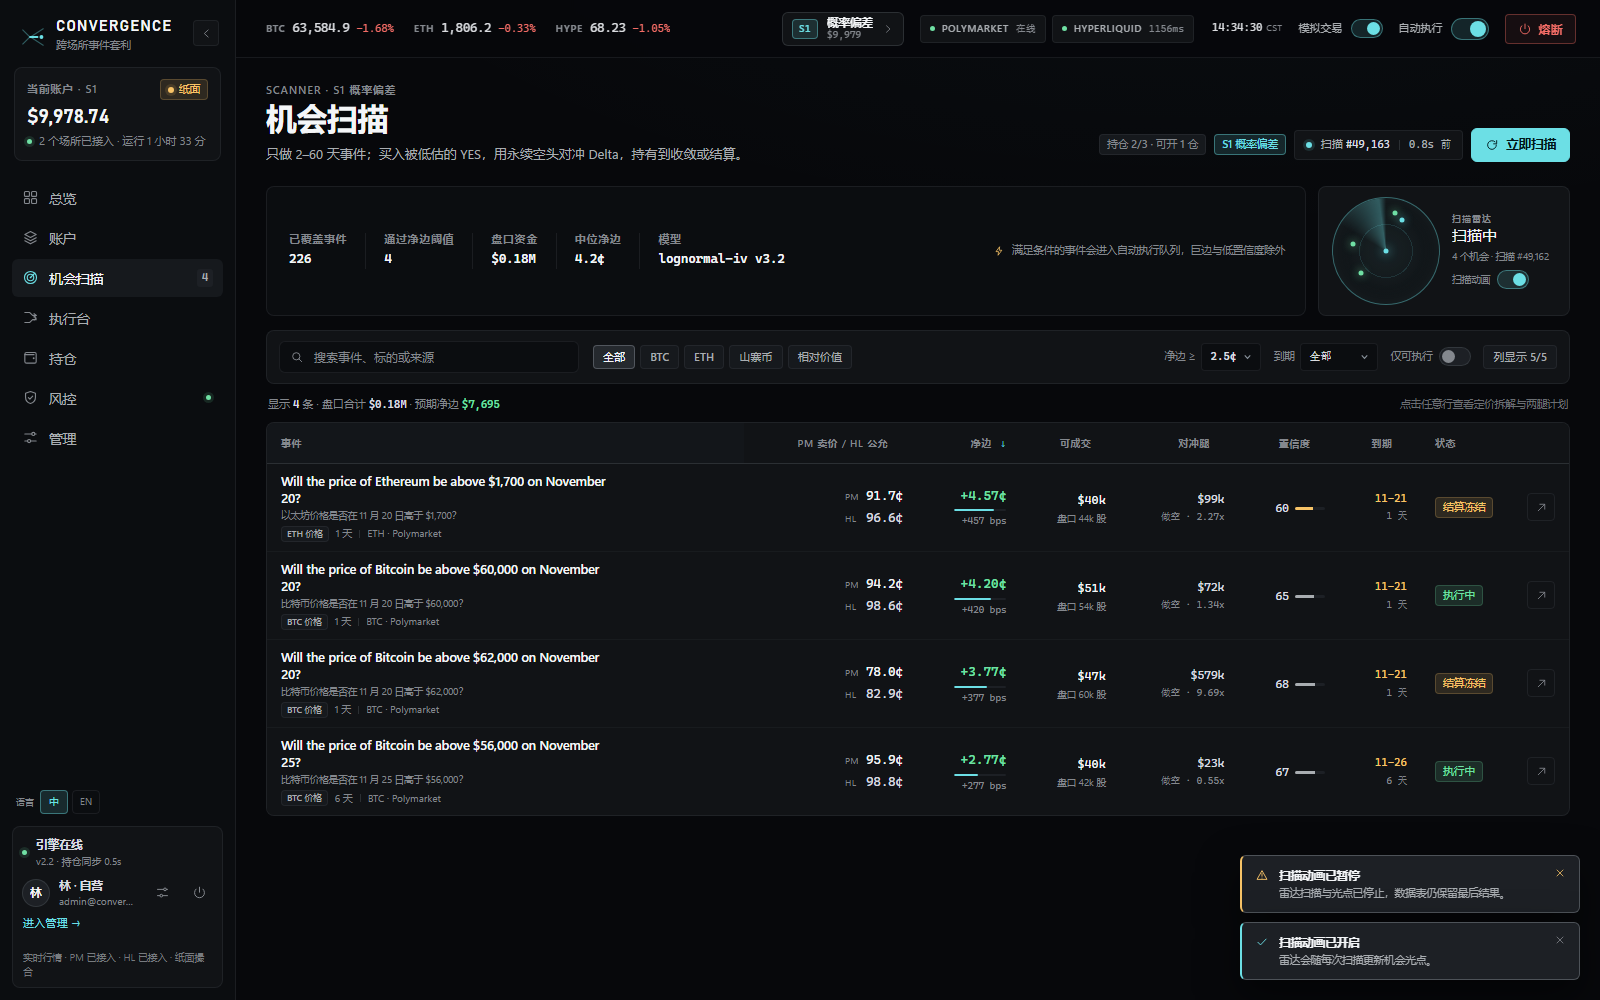 CONVERGENCE
跨场所事件套利
BTC 63,584.9 -1.68% ETH 1,806.2 -0.33% HYPE 68.23 -1.05%
S1 概率偏差 $9,979
POLYMARKET 在线
HYPERLIQUID 1156ms
14:34:30 CST
模拟交易
自动执行
熔断
当前账户 · S1
纸面
$9,978.74
2 个场所已接入 · 运行 1 小时 33 分
总览
账户
机会扫描 4
执行台
持仓
风控
管理
语言 中 EN
引擎在线
v2.2 · 持仓同步 0.5s
林
林 · 自营
admin@conver...
进入管理 →
实时行情 · PM 已接入 · HL 已接入 · 纸面撮
合
SCANNER · S1 概率偏差
机会扫描
只做 2–60 天事件；买入被低估的 YES，用永续空头对冲 Delta，持有到收敛或结算。
持仓 2/3 · 可开 1 仓
S1 概率偏差
扫描 #49,163 0.8s 前
立即扫描
已覆盖事件 通过净边阈值 盘口资金 中位净边 模型
226 4 $0.18M 4.2¢ lognormal-iv v3.2
满足条件的事件会进入自动执行队列，巨边与低置信度除外
扫描雷达
扫描中
4 个机会 · 扫描 #49,162
扫描动画
搜索事件、标的或来源
全部 BTC ETH 山寨币 相对价值
净边 ≥ 2.5¢ 到期 全部 仅可执行 列显示 5/5
显示 4 条 · 盘口合计 $0.18M · 预期净边 $7,695
点击任意行查看定价拆解与两腿计划
事件 PM 卖价 / HL 公允 净边 ↓ 可成交 对冲腿 置信度 到期 状态
Will the price of Ethereum be above $1,700 on November
20?
以太坊价格是否在 11 月 20 日高于 $1,700?
ETH 价格 1 天 ETH · Polymarket
PM 91.7¢
HL 96.6¢
+4.57¢
+457 bps
$40k
盘口 44k 股
$99k
做空 · 2.27x
60
11-21
1 天
结算冻结
Will the price of Bitcoin be above $60,000 on November
20?
比特币价格是否在 11 月 20 日高于 $60,000?
BTC 价格 1 天 BTC · Polymarket
PM 94.2¢
HL 98.6¢
+4.20¢
+420 bps
$51k
盘口 54k 股
$72k
做空 · 1.34x
65
11-21
1 天
执行中
Will the price of Bitcoin be above $62,000 on November
20?
比特币价格是否在 11 月 20 日高于 $62,000?
BTC 价格 1 天 BTC · Polymarket
PM 78.0¢
HL 82.9¢
+3.77¢
+377 bps
$47k
盘口 60k 股
$579k
做空 · 9.69x
68
11-21
1 天
结算冻结
Will the price of Bitcoin be above $56,000 on November
25?
比特币价格是否在 11 月 25 日高于 $56,000?
BTC 价格 6 天 BTC · Polymarket
PM 95.9¢
HL 98.8¢
+2.77¢
+277 bps
$40k
盘口 42k 股
$23k
做空 · 0.55x
67
11-26
6 天
执行中
扫描动画已暂停
雷达扫描与光点已停止，数据表仍保留最后结果。
扫描动画已开启
雷达会随每次扫描更新机会光点。